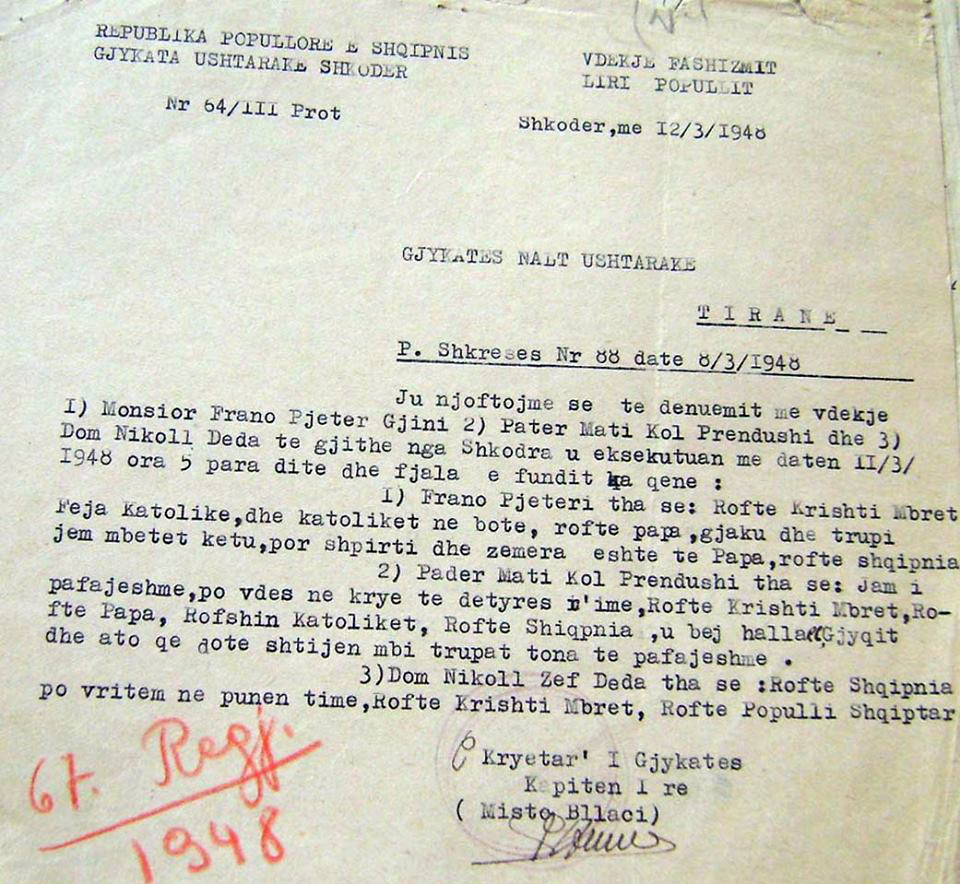 REPUBLIKA POPULLORE E SHQIPNIS
GJYKATA USHTARAKE SHKODER
VDEKJE FASHIZMIT
LIRI POPULLIT
Nr 64/III Prot
Shkoder,me I2/3/I948
GJYKATES NALT USHTARAKE
T I R A N E
P. Shkreses Nr 88 date 8/3/I948
Ju njoftojme se te denuemit me vdekje
I) Monsior Frano Pjeter Gjini 2) Pater Mati Kol Prendushi dhe 3)
Dom Nikoll Deda te gjithe nga Shkodra u eksekutuan me daten II/3/
I948 ora 5 para dite dhe fjala e fundit ka qene :
I) Frano Pjeteri tha se: Rofte Krishti Mbret
Feja Katolike,dhe katoliket ne bote, rofte papa,gjaku dhe trupi
jem mbetet ketu,por shpirti dhe zemera eshte te Papa,rofte shqipnia
2) Pader Mati Kol Prendushi tha se: Jam i
pafajeshme,po vdes ne krye te detyres n'ime,Rofte Krishti Mbret,Ro-
fte Papa, Rofshin Katoliket, Rofte Shiqpnia ,u bej hallall Gjyqit
dhe ato qe dote shtijen mbi trupat tona te pafajeshme .
3)Dom Nikoll Zef Deda tha se :Rofte Shqipnia
po vritem ne punen time,Rofte Krishti Mbret, Rofte Populli Shqiptar
Kryetar' I Gjykates
Kapiten I re
( Misto Bllaci)
67. Regj.
1948